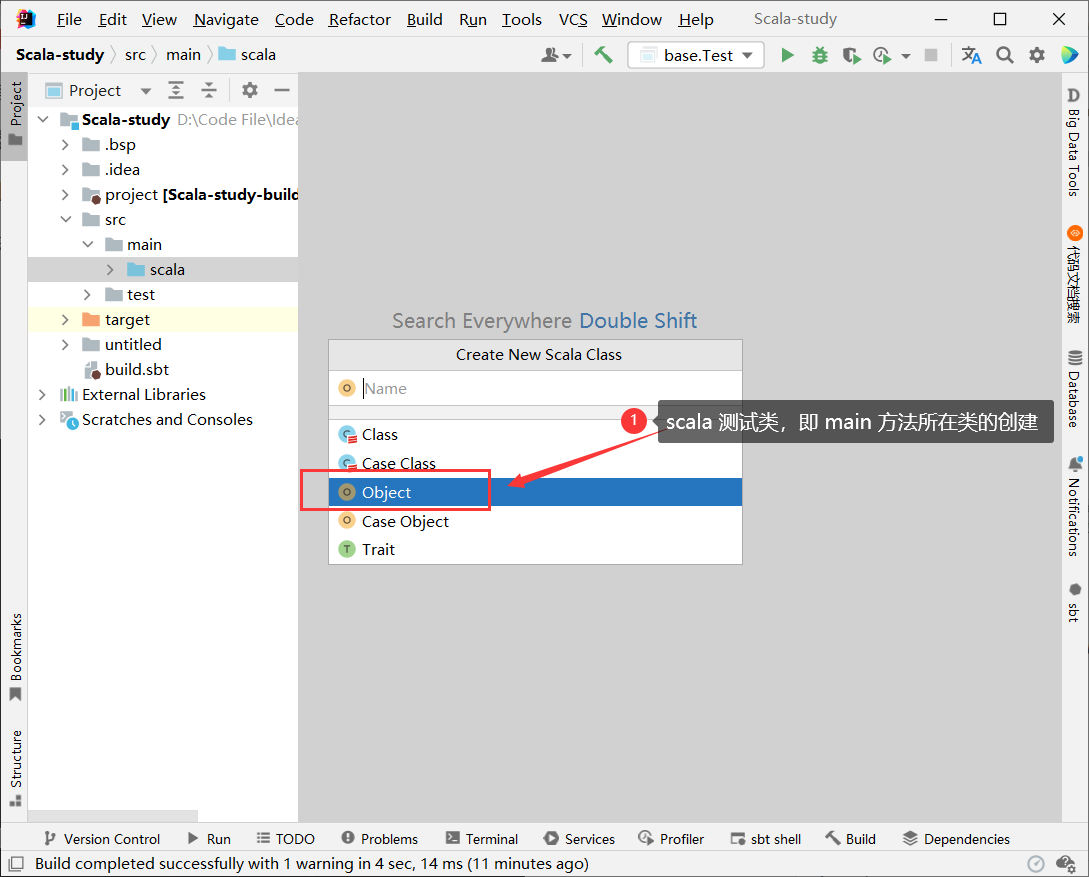 File Edit View Navigate Code Refactor Build Run Tools VCS Window Help Scala-study
Scala-study src main scala
base.Test
Project
Project
Scala-study D:\Code File\Idea
.bsp
.idea
project [Scala-study-build
src
main
scala
test
target
untitled
build.sbt
External Libraries
Scratches and Consoles
Search Everywhere Double Shift
Create New Scala Class
Name
Class
Case Class
Object
Case Object
Trait
1
scala 测试类，即 main 方法所在类的创建
Big Data Tools
代码文档搜索
Database
Notifications
sbt
Bookmarks
Structure
Version Control Run TODO Problems Terminal Services Profiler sbt shell Build Dependencies
Build completed successfully with 1 warning in 4 sec, 14 ms (11 minutes ago)